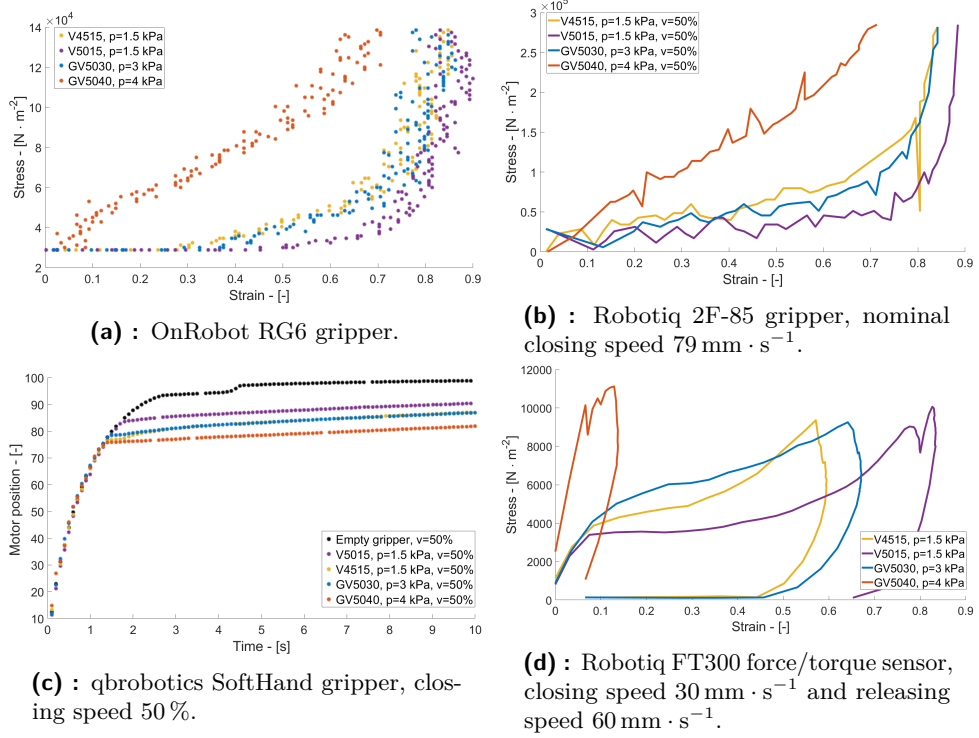 ×10⁴
14
12
10
8
6
4
2
Stress - [N · m⁻²]
V4515, p=1.5 kPa
V5015, p=1.5 kPa
GV5030, p=3 kPa
GV5040, p=4 kPa
0 0.1 0.2 0.3 0.4 0.5 0.6 0.7 0.8 0.9
Strain - [-]
(a) : OnRobot RG6 gripper.
×10⁵
3
2.5
2
1.5
1
0.5
0
Stress - [N · m⁻²]
V4515, p=1.5 kPa, v=50%
V5015, p=1.5 kPa, v=50%
GV5030, p=3 kPa, v=50%
GV5040, p=4 kPa, v=50%
0 0.1 0.2 0.3 0.4 0.5 0.6 0.7 0.8 0.9
Strain - [-]
(b) : Robotiq 2F-85 gripper, nominal
closing speed 79 mm · s⁻¹.
100
90
80
70
60
50
40
30
20
10
Motor position - [-]
Empty gripper, v=50%
V5015, p=1.5 kPa, v=50%
V4515, p=1.5 kPa, v=50%
GV5030, p=3 kPa, v=50%
GV5040, p=4 kPa, v=50%
0 1 2 3 4 5 6 7 8 9 10
Time - [s]
(c) : qbrobotics SoftHand gripper, clos-
ing speed 50 %.
12000
10000
8000
6000
4000
2000
0
Stress - [N · m⁻²]
V4515, p=1.5 kPa
V5015, p=1.5 kPa
GV5030, p=3 kPa
GV5040, p=4 kPa
0 0.1 0.2 0.3 0.4 0.5 0.6 0.7 0.8 0.9
Strain - [-]
(d) : Robotiq FT300 force/torque sensor,
closing speed 30 mm · s⁻¹ and releasing
speed 60 mm · s⁻¹.